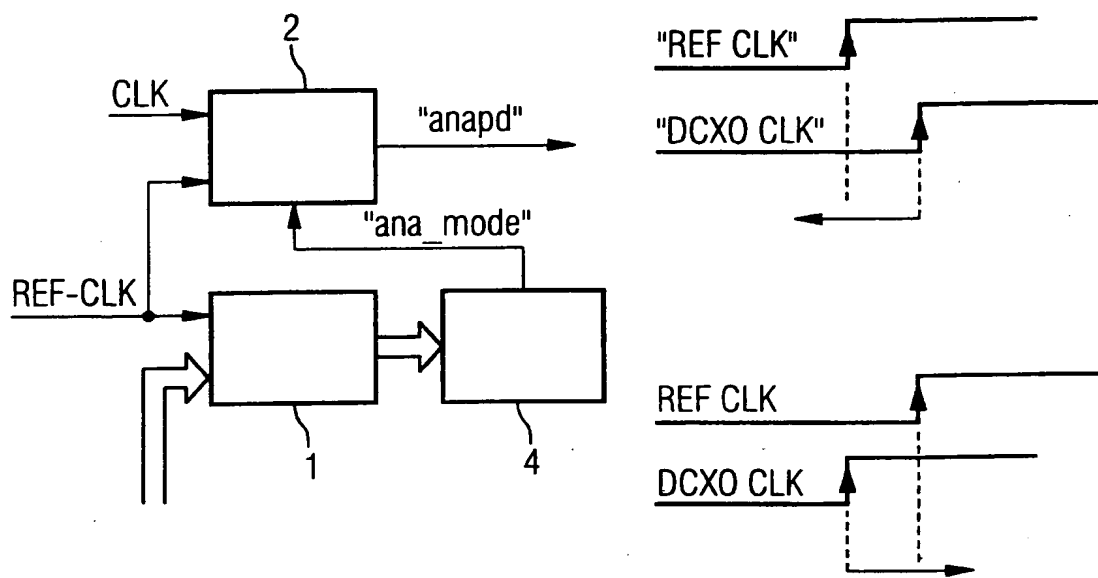 2
CLK
"anapd"
"ana_mode"
REF-CLK
1
4
"REF CLK"
"DCXO CLK"
REF CLK
DCXO CLK